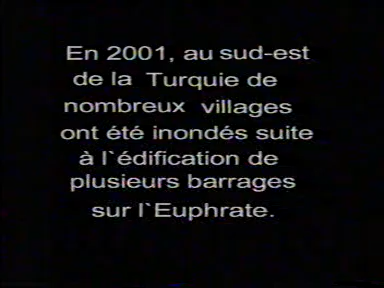 En 2001, au sud-est
de la Turquie de
nombreux villages
ont été inondés suite
à l`édification de
plusieurs barrages
sur l`Euphrate.